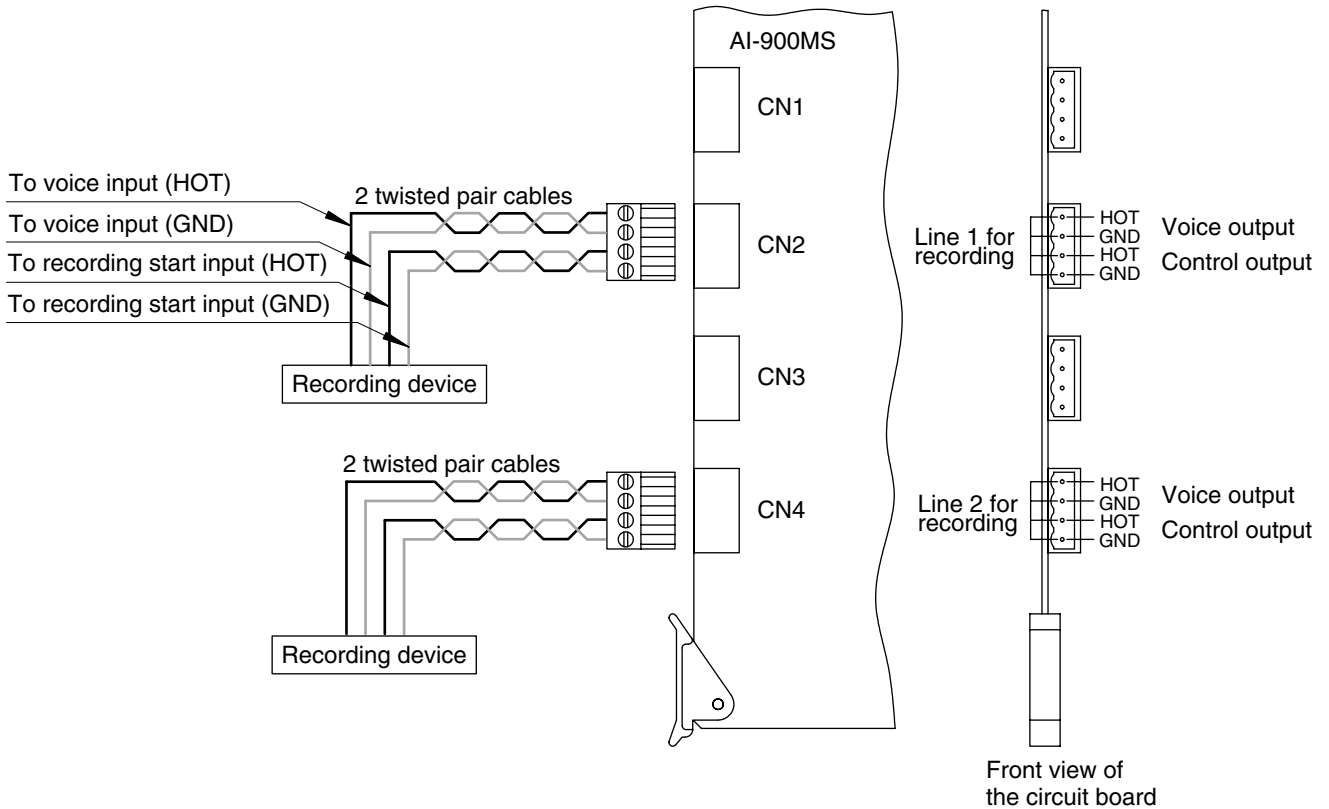 AI-900MS
CN1
To voice input (HOT)
To voice input (GND)
To recording start input (HOT)
To recording start input (GND)
2 twisted pair cables
Recording device
CN2
Line 1 for
recording
HOT
GND
HOT
GND
Voice output
Control output
CN3
2 twisted pair cables
Recording device
CN4
Line 2 for
recording
HOT
GND
HOT
GND
Voice output
Control output
Front view of
the circuit board